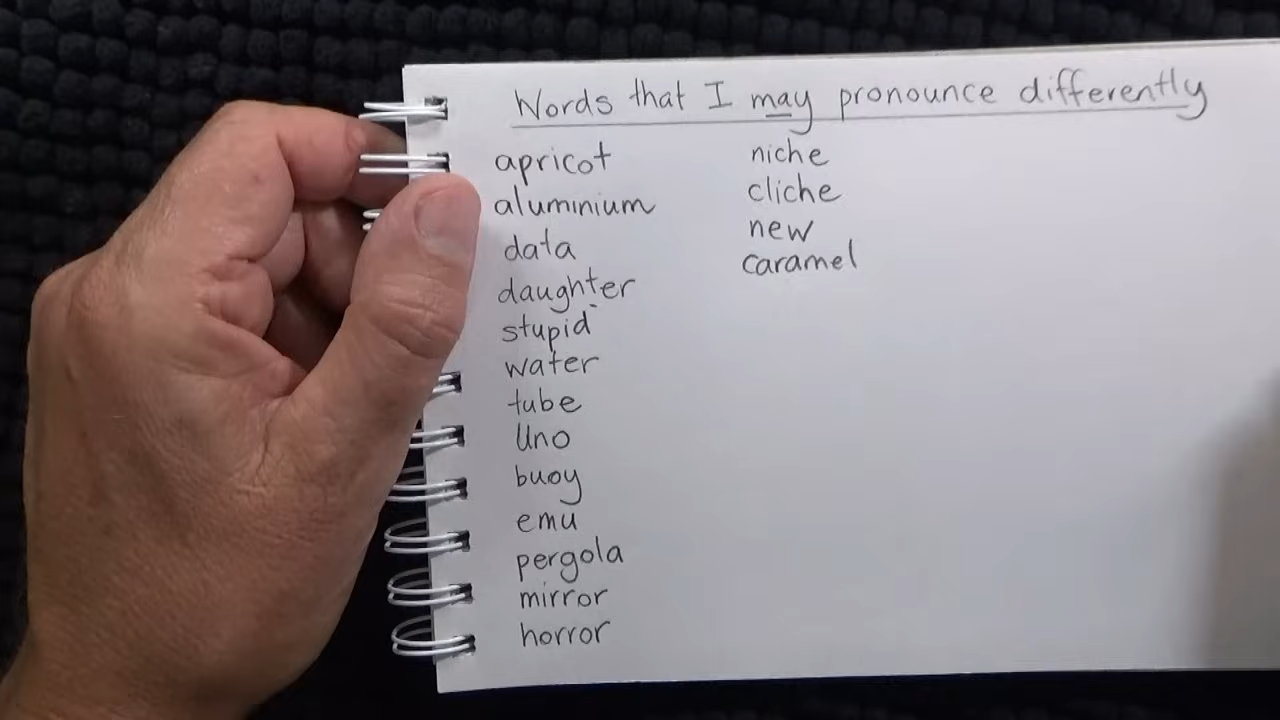 Words that I may pronounce differently
apricot
aluminium
data
daughter
stupid
water
tube
Uno
buoy
emu
pergola
mirror
horror
niche
cliche
new
caramel